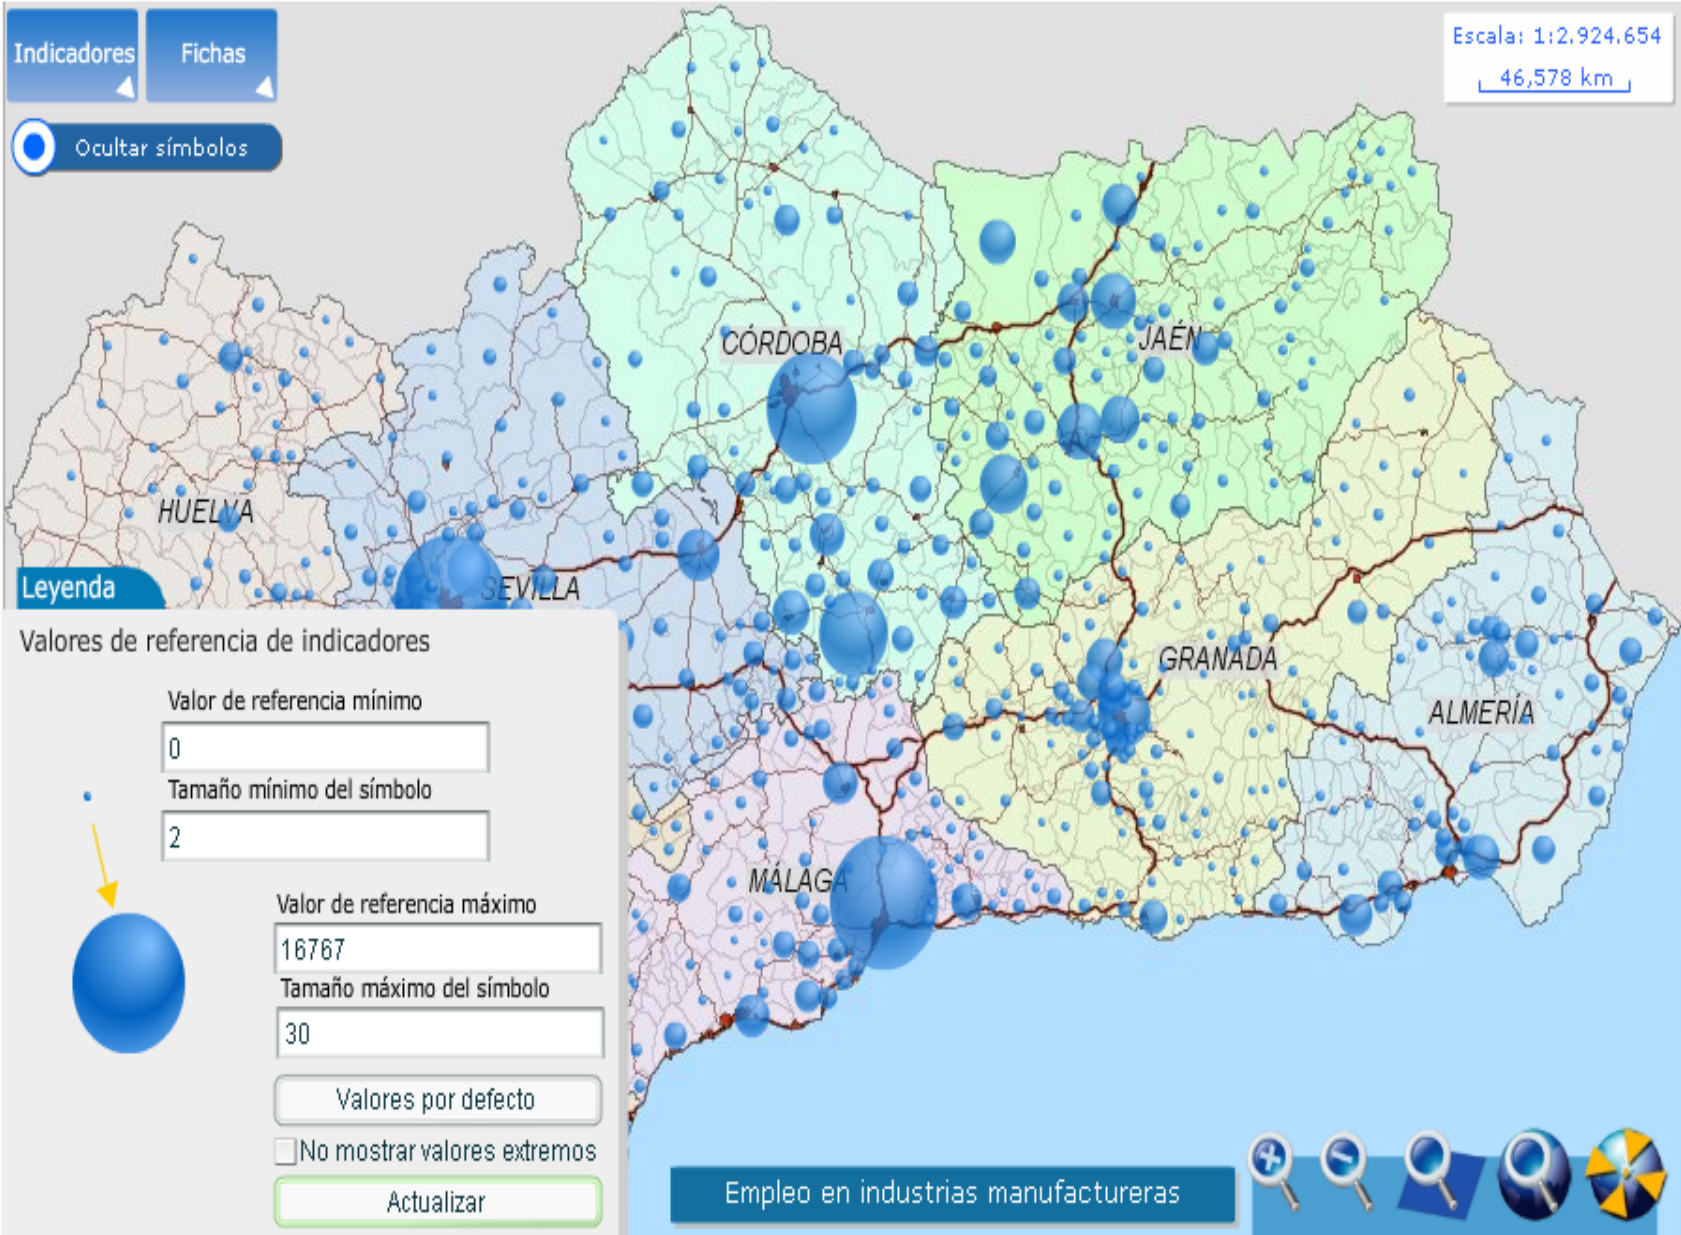 Indicadores
Fichas
Escala: 1:2.924.654
46,578 km
Ocultar símbolos
CÓRDOBA
JAÉN
HUELVA
SEVILLA
GRANADA
ALMERÍA
MÁLAGA
Leyenda
Valores de referencia de indicadores
Valor de referencia mínimo
0
Tamaño mínimo del símbolo
2
Valor de referencia máximo
16767
Tamaño máximo del símbolo
30
Valores por defecto
No mostrar valores extremos
Actualizar
Empleo en industrias manufactureras